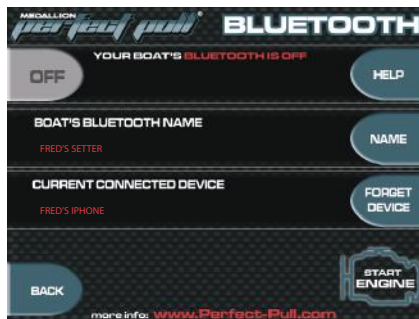 MEDALLION
perfect pull® BLUETOOTH
YOUR BOAT'S BLUETOOTH IS OFF
OFF
HELP
BOAT'S BLUETOOTH NAME
FRED'S SETTER
NAME
CURRENT CONNECTED DEVICE
FRED'S IPHONE
FORGET
DEVICE
START
ENGINE
BACK
more info: www.Perfect-Pull.com